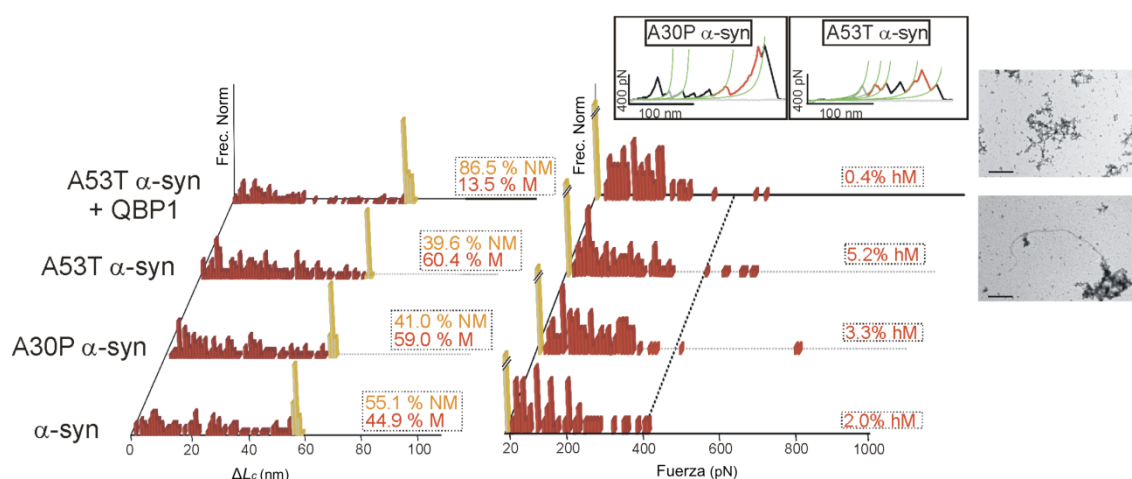 A30P α-syn
A53T α-syn
400 pN
100 nm
400 pN
100 nm
Frec. Norm
Frec. Norm
A53T α-syn
+ QBP1
86.5 % NM
13.5 % M
0.4% hM
A53T α-syn
39.6 % NM
60.4 % M
5.2% hM
A30P α-syn
41.0 % NM
59.0 % M
3.3% hM
α-syn
55.1 % NM
44.9 % M
2.0% hM
0 20 40 60 80 100
ΔLc (nm)
20 200 400 600 800 1000
Fuerza (pN)